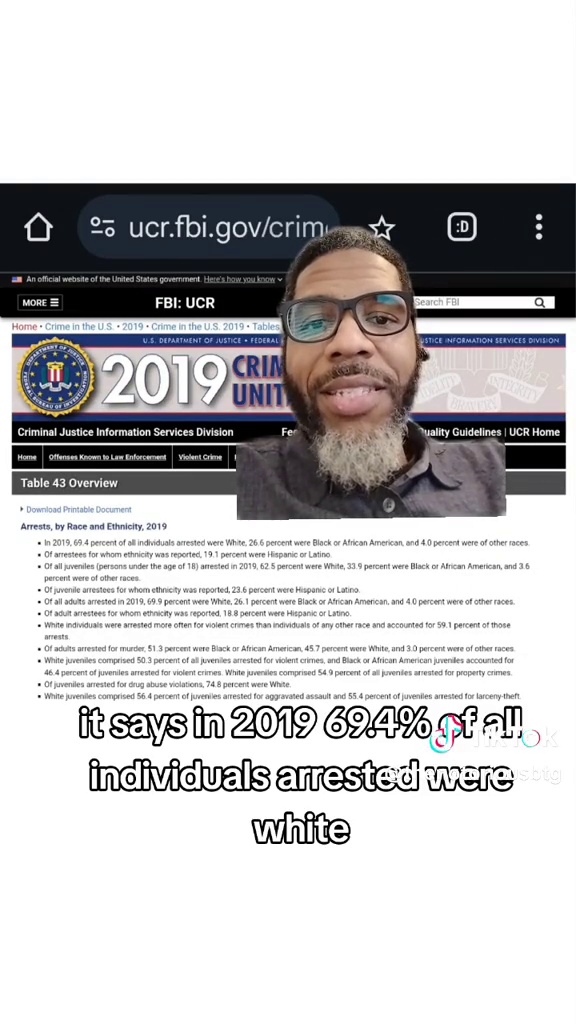 ucr.fbi.gov/crim
:D
An official website of the United States government. Here's how you know
MORE
FBI: UCR
Search FBI
Home • Crime in the U.S. • 2019 • Crime in the U.S. 2019 • Tables
U.S. DEPARTMENT OF JUSTICE • FEDERAL
JUSTICE INFORMATION SERVICES DIVISION
DEPARTMENT OF JUSTICE
FEDERAL BUREAU OF INVESTIGATION
2019
CRIM
UNIT
FIDELITY
BRAVERY
INTEGRITY
Criminal Justice Information Services Division
Quality Guidelines | UCR Home
Home
Offenses Known to Law Enforcement
Violent Crime
Table 43 Overview
Download Printable Document
Arrests, by Race and Ethnicity, 2019
In 2019, 69.4 percent of all individuals arrested were White, 26.6 percent were Black or African American, and 4.0 percent were of other races.
Of arrestees for whom ethnicity was reported, 19.1 percent were Hispanic or Latino.
Of all juveniles (persons under the age of 18) arrested in 2019, 62.5 percent were White, 33.9 percent were Black or African American, and 3.6
percent were of other races.
Of juvenile arrestees for whom ethnicity was reported, 23.6 percent were Hispanic or Latino.
Of all adults arrested in 2019, 69.9 percent were White, 26.1 percent were Black or African American, and 4.0 percent were of other races.
Of adult arrestees for whom ethnicity was reported, 18.8 percent were Hispanic or Latino.
White individuals were arrested more often for violent crimes than individuals of any other race and accounted for 59.1 percent of those
arrests.
Of adults arrested for murder, 51.3 percent were Black or African American, 45.7 percent were White, and 3.0 percent were of other races.
White juveniles comprised 50.3 percent of all juveniles arrested for violent crimes, and Black or African American juveniles accounted for
46.4 percent of juveniles arrested for violent crimes. White juveniles comprised 54.9 percent of all juveniles arrested for property crimes.
Of juveniles arrested for drug abuse violations, 74.8 percent were White.
White juveniles comprised 56.4 percent of juveniles arrested for aggravated assault and 55.4 percent of juveniles arrested for larceny-theft.
it says in 2019 69.4% of all
individuals arrested were
white
TikTok